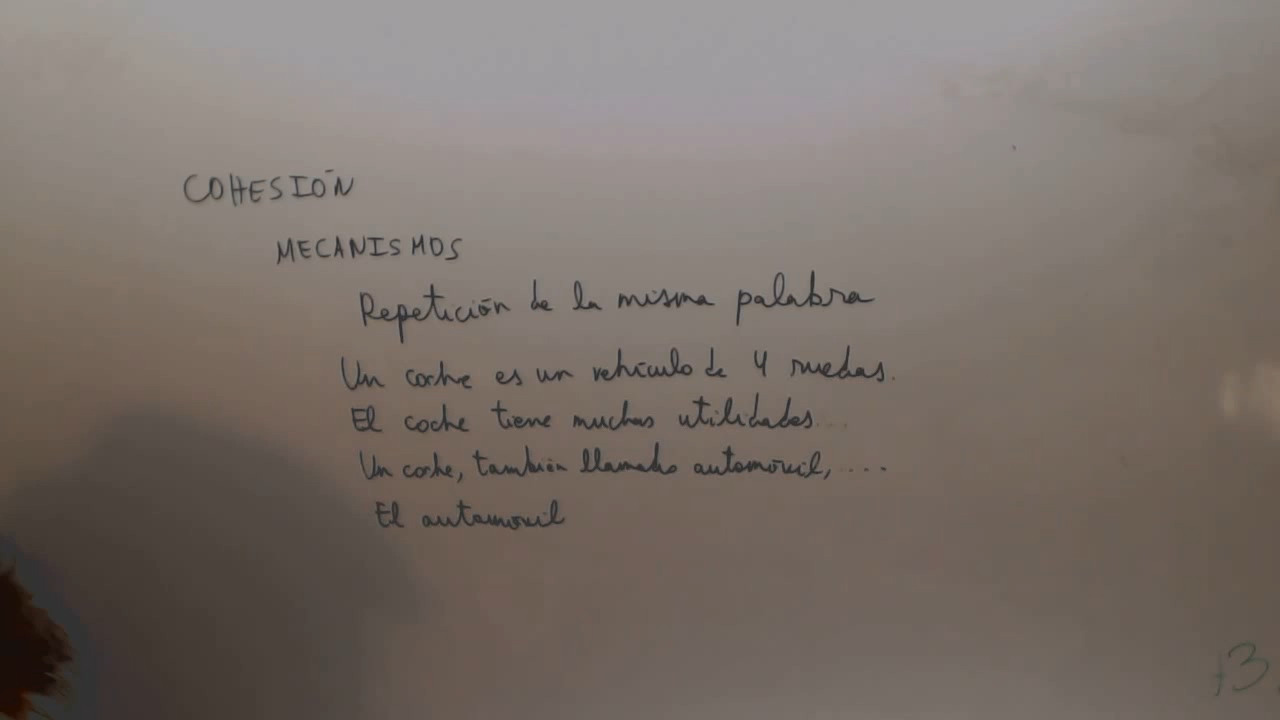 COHESIÓN
MECANISMOS
Repetición de la misma palabra
Un coche es un vehículo de 4 ruedas.
El coche tiene muchas utilidades...
Un coche, también llamado automóvil, ....
El automóvil
+3